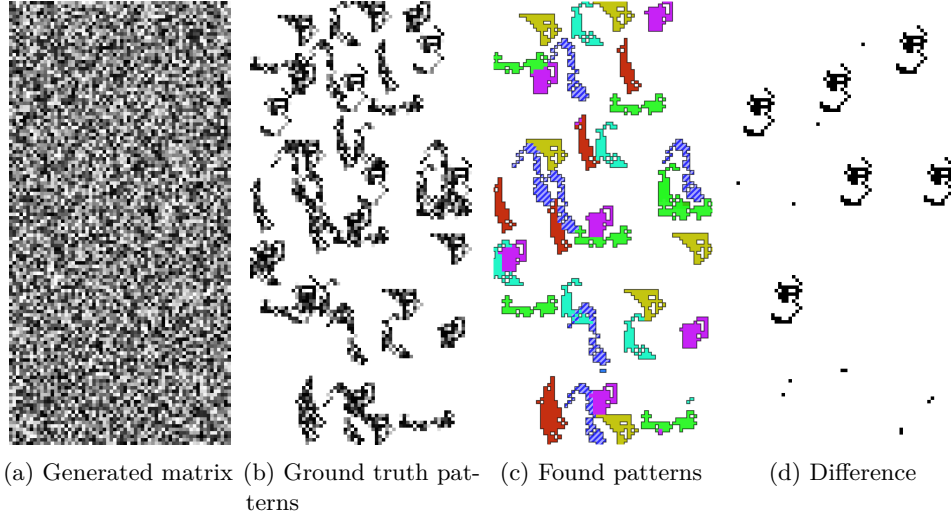 (a) Generated matrix (b) Ground truth pat- (c) Found patterns (d) Difference
terns